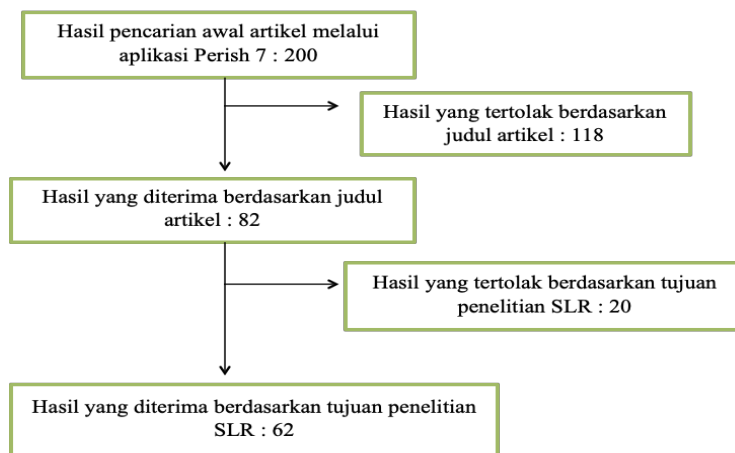 Hasil pencarian awal artikel melalui
aplikasi Perish 7 : 200
Hasil yang tertolak berdasarkan
judul artikel : 118
Hasil yang diterima berdasarkan judul
artikel : 82
Hasil yang tertolak berdasarkan tujuan
penelitian SLR : 20
Hasil yang diterima berdasarkan tujuan penelitian
SLR : 62